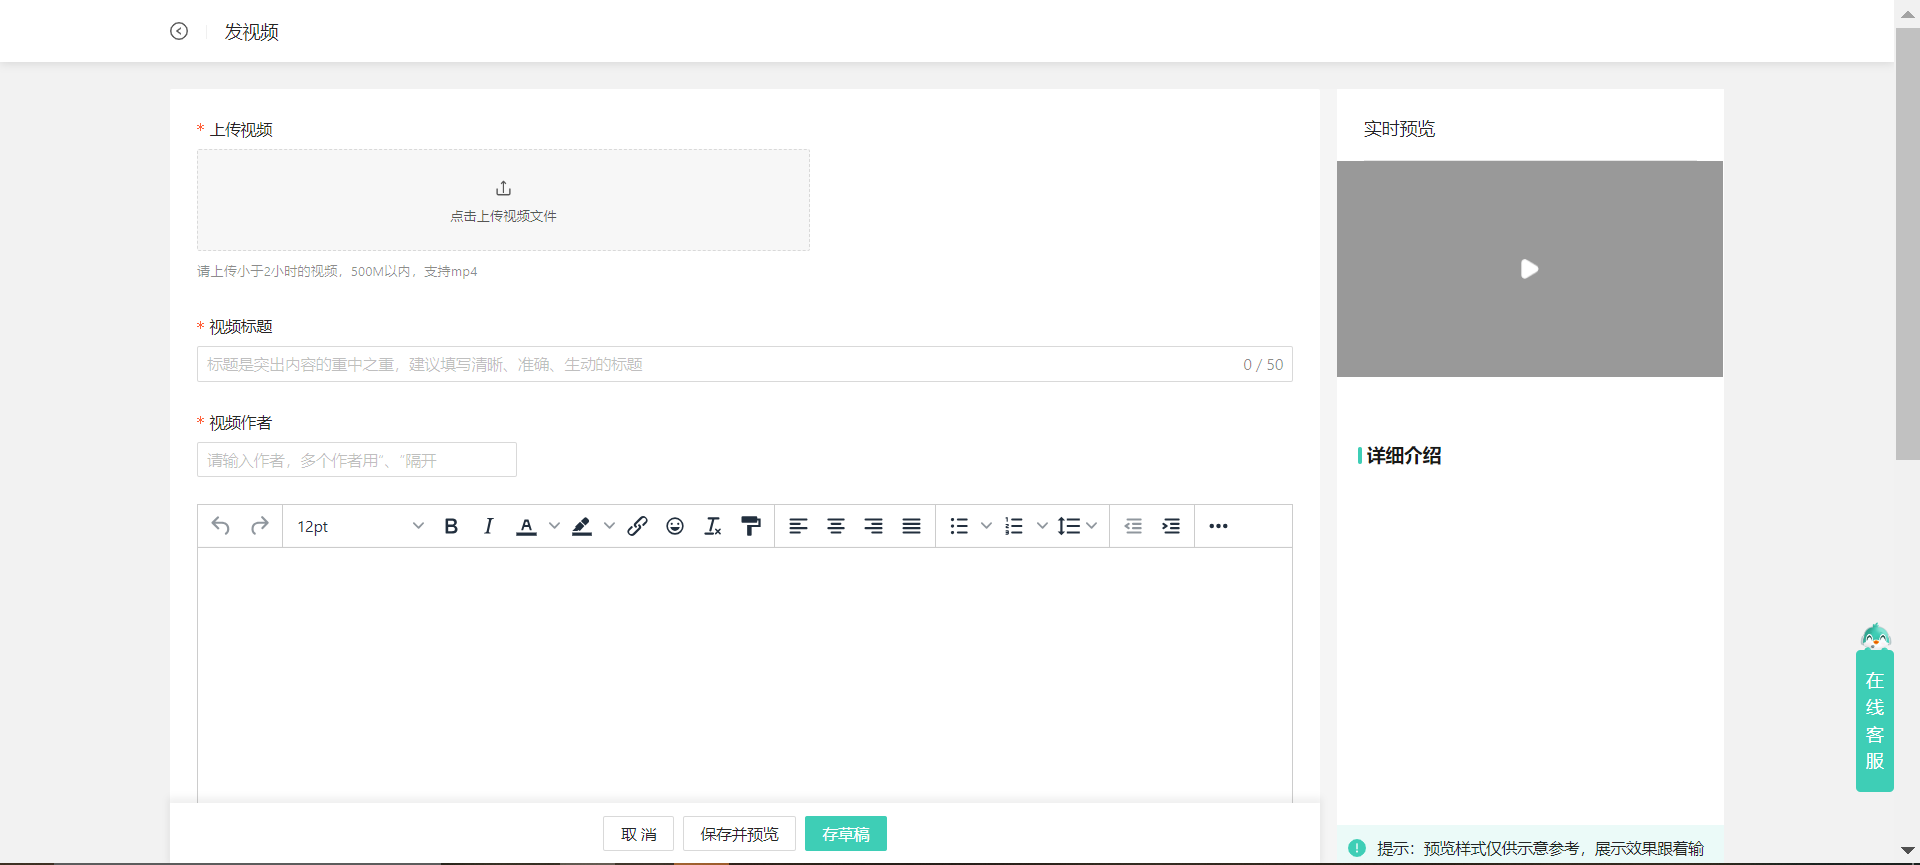 发视频
* 上传视频
点击上传视频文件
请上传小于2小时的视频，500M以内，支持mp4
* 视频标题
标题是突出内容的重中之重，建议填写清晰、准确、生动的标题
0 / 50
* 视频作者
请输入作者，多个作者用“、”隔开
12pt
取 消
保存并预览
存草稿
实时预览
详细介绍
提示：预览样式仅供示意参考，展示效果跟着输
在线客服